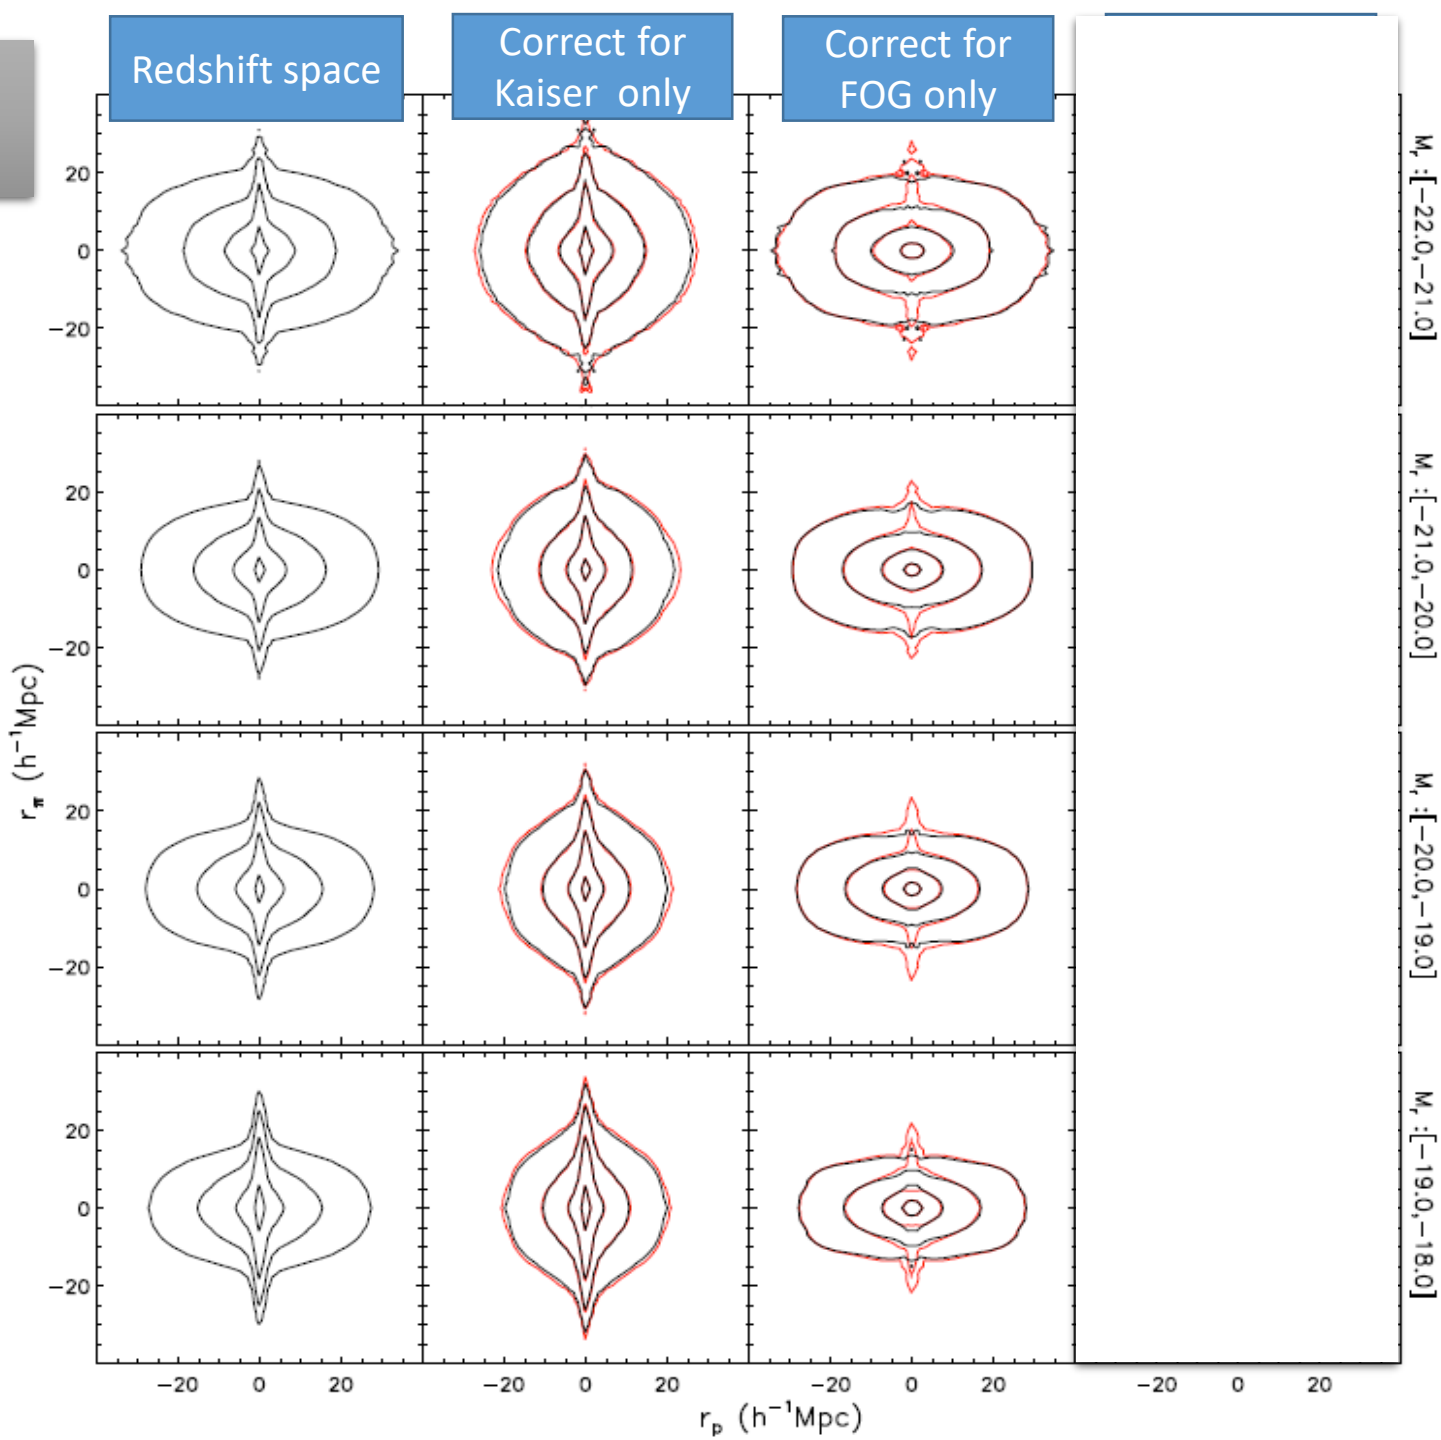 Redshift space
Correct for
Kaiser only
Correct for
FOG only
20
0
−20
M_r :[−22.0,−21.0]
20
0
−20
M_r :[−21.0,−20.0]
20
0
−20
M_r :[−20.0,−19.0]
20
0
−20
M_r :[−19.0,−18.0]
r_π (h⁻¹Mpc)
−20 0 20 −20 0 20 −20 0 20 −20 0 20
r_p (h⁻¹Mpc)